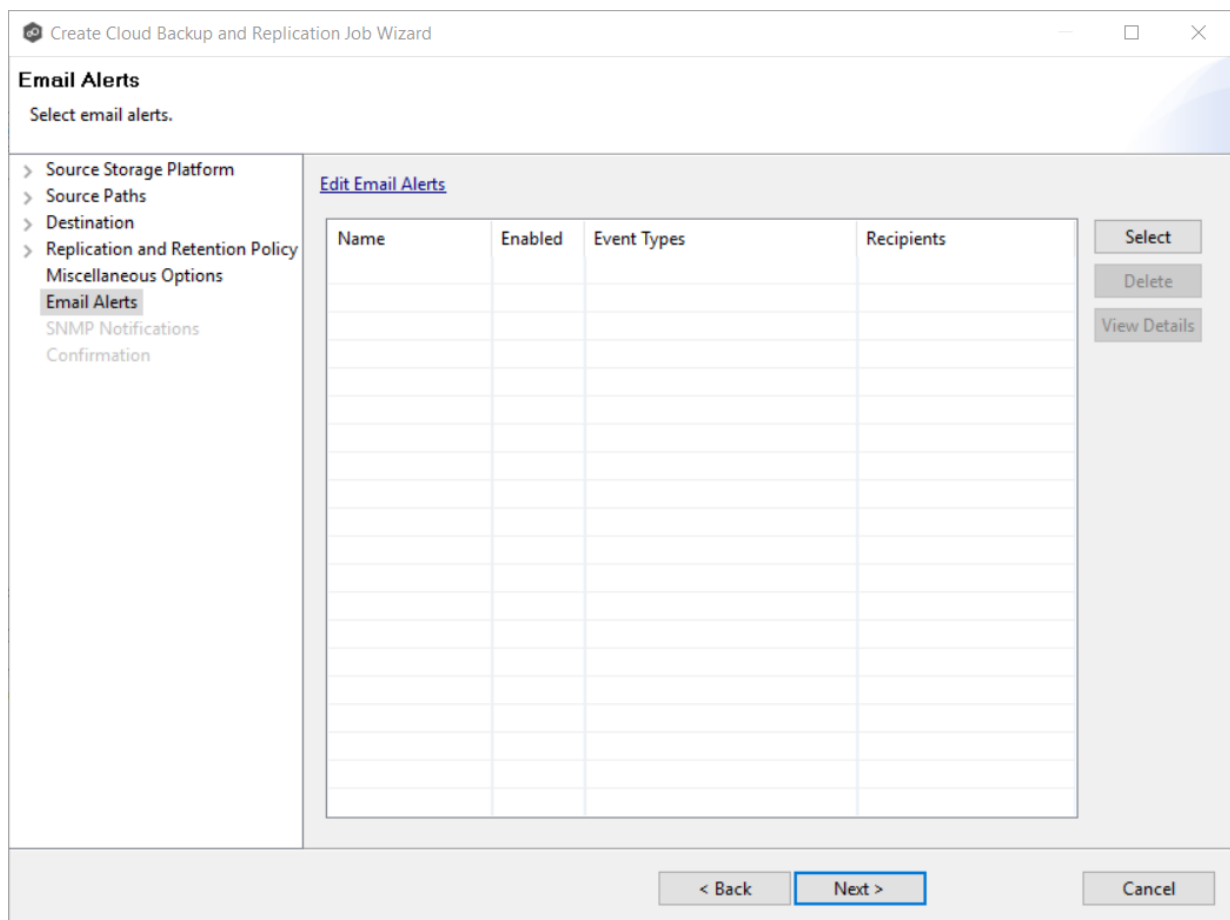 Create Cloud Backup and Replication Job Wizard
Email Alerts
Select email alerts.
Source Storage Platform
Source Paths
Destination
Replication and Retention Policy
Miscellaneous Options
Email Alerts
SNMP Notifications
Confirmation
Edit Email Alerts
Name Enabled Event Types Recipients
Select
Delete
View Details
< Back Next > Cancel